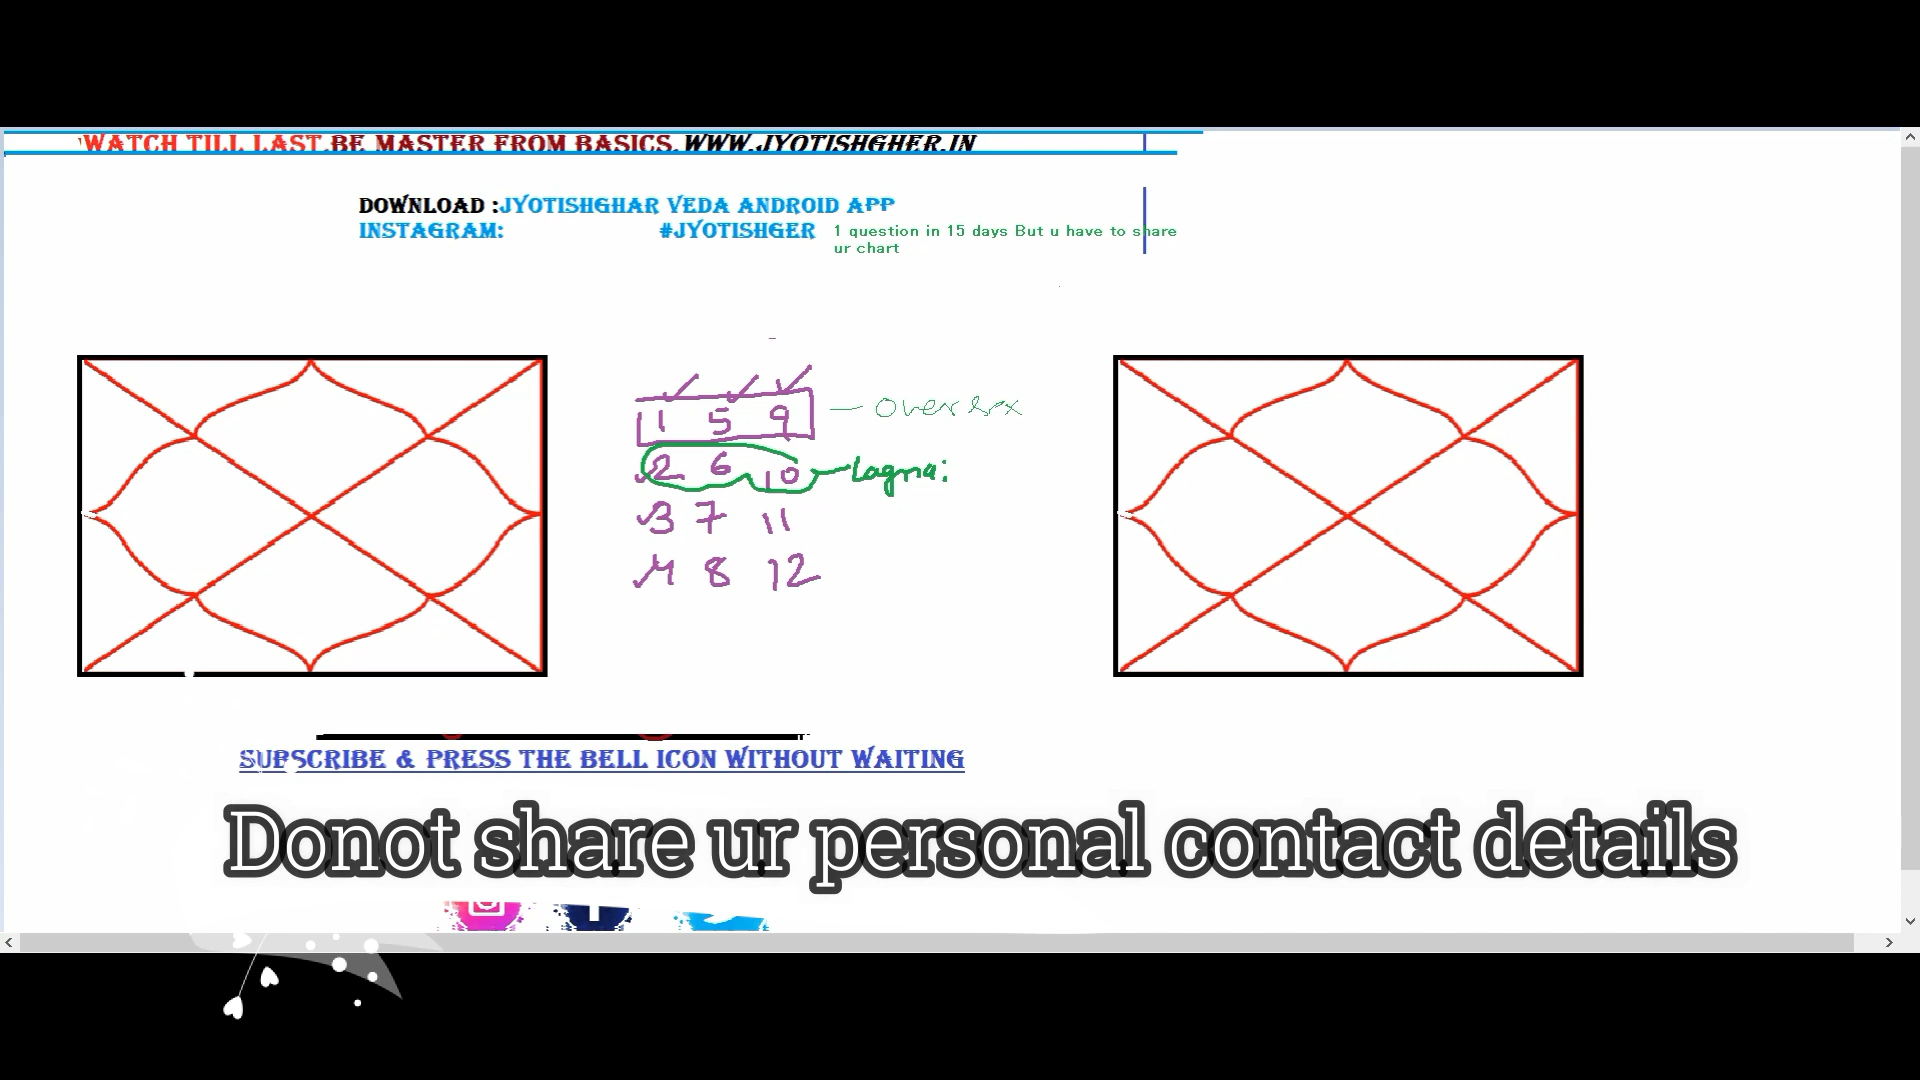 WATCH TILL LAST.BE MASTER FROM BASICS.WWW.JYOTISHGHER.IN
DOWNLOAD :JYOTISHGHAR VEDA ANDROID APP
INSTAGRAM: #JYOTISHGER
1 question in 15 days But u have to share
ur chart
1 5 9
2 6 10 Lagna:
3 7 11
4 8 12
SUBSCRIBE & PRESS THE BELL ICON WITHOUT WAITING
Donot share ur personal contact details